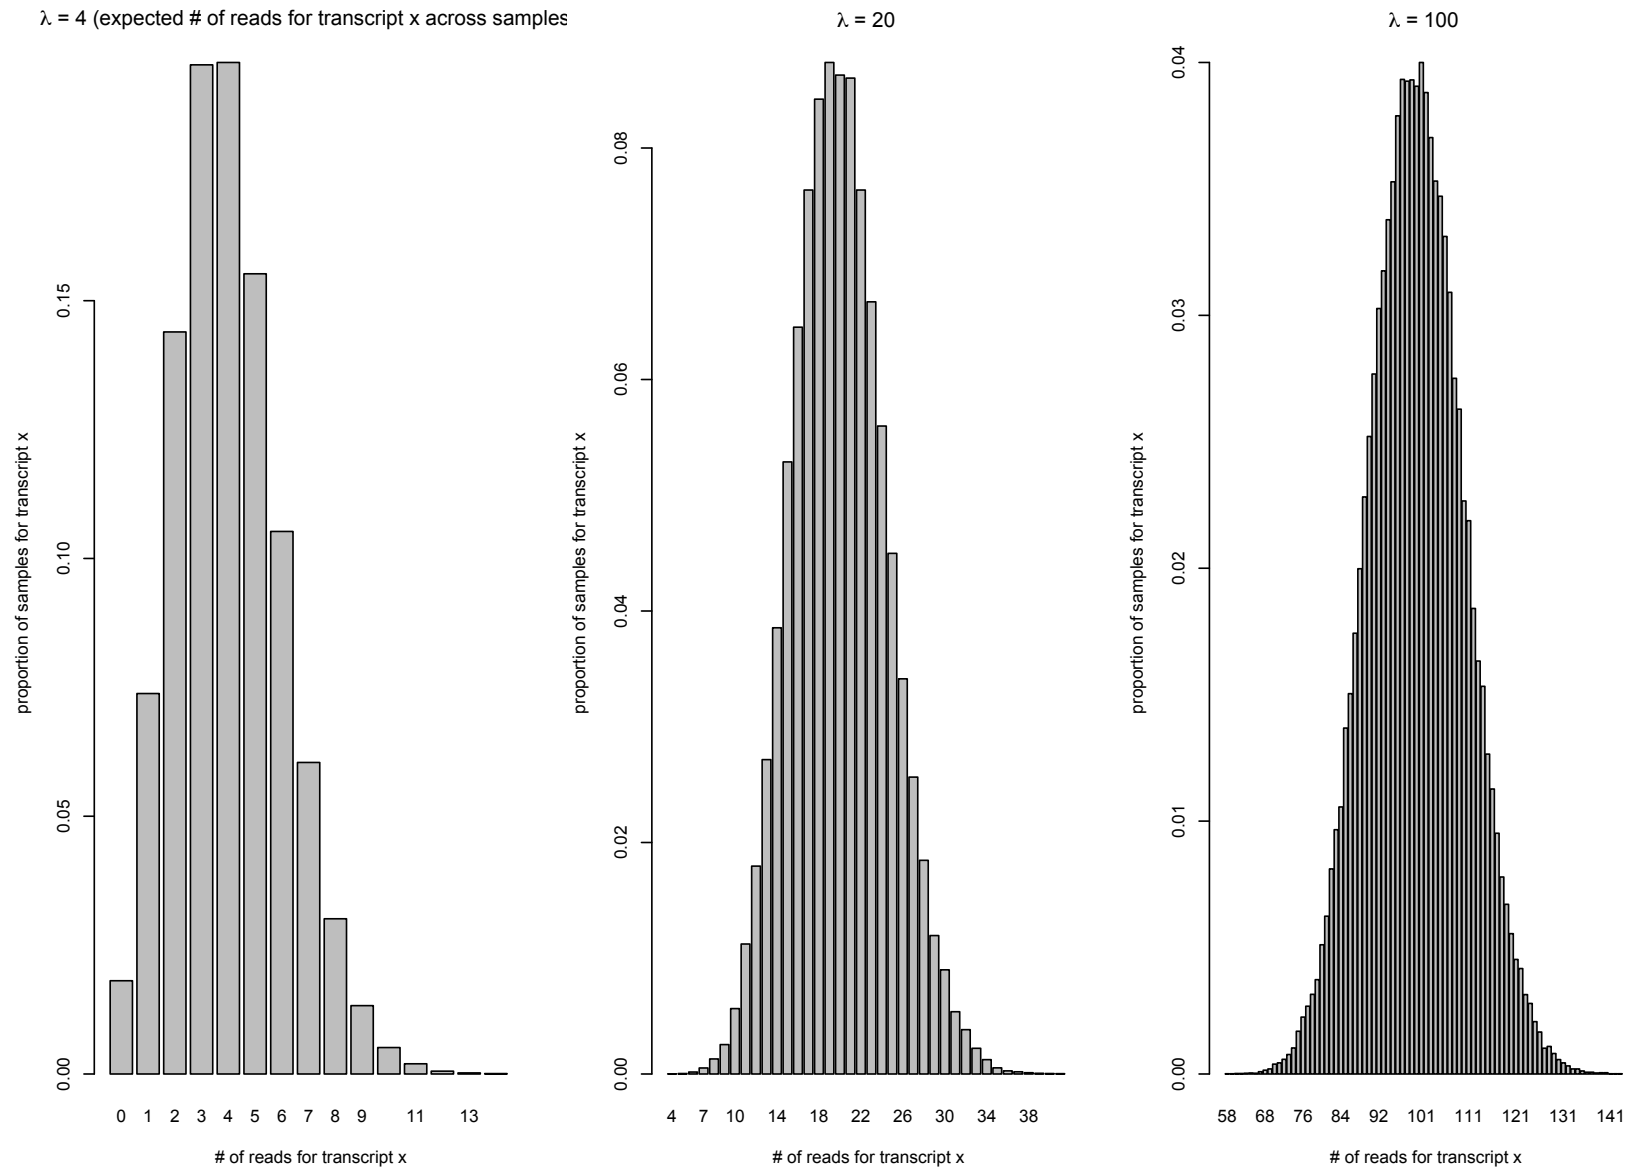 λ = 4 (expected # of reads for transcript x across samples
proportion of samples for transcript x
0.00
0.05
0.10
0.15
0 1 2 3 4 5 6 7 8 9 11 13
# of reads for transcript x
λ = 20
proportion of samples for transcript x
0.00
0.02
0.04
0.06
0.08
4 7 10 14 18 22 26 30 34 38
# of reads for transcript x
λ = 100
proportion of samples for transcript x
0.00
0.01
0.02
0.03
0.04
58 68 76 84 92 101 111 121 131 141
# of reads for transcript x